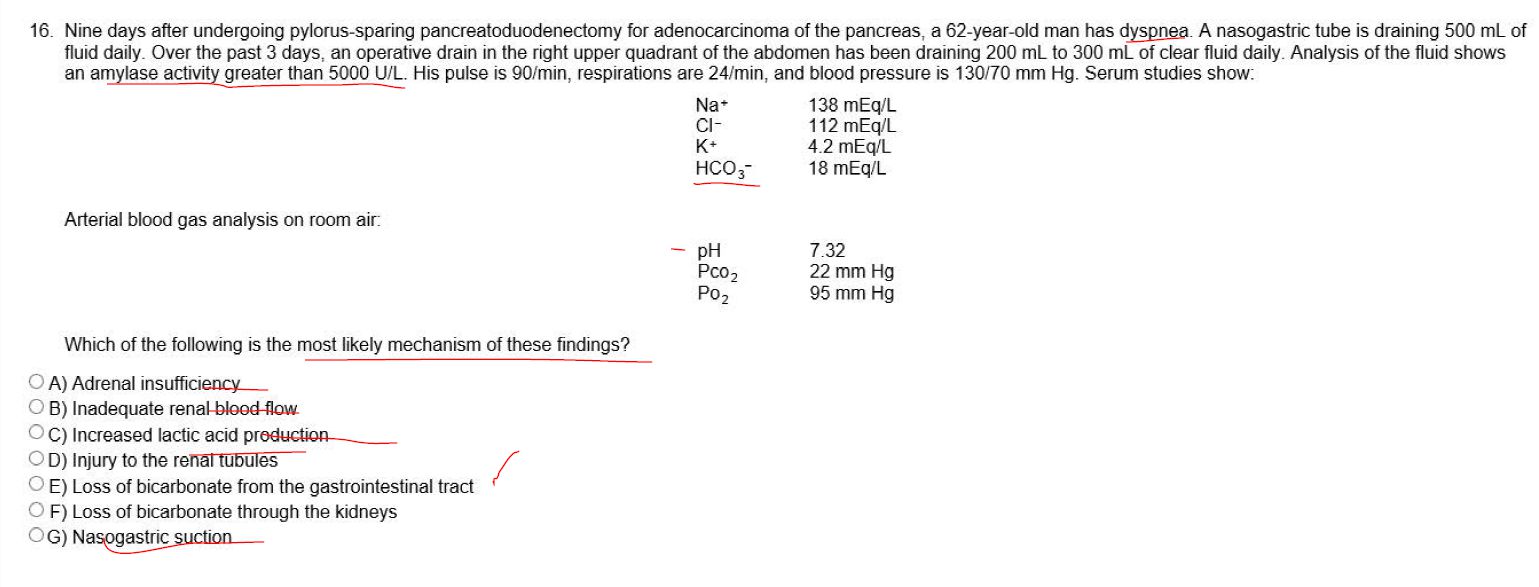 16. Nine days after undergoing pylorus-sparing pancreatoduodenectomy for adenocarcinoma of the pancreas, a 62-year-old man has dyspnea. A nasogastric tube is draining 500 mL of
fluid daily. Over the past 3 days, an operative drain in the right upper quadrant of the abdomen has been draining 200 mL to 300 mL of clear fluid daily. Analysis of the fluid shows
an amylase activity greater than 5000 U/L. His pulse is 90/min, respirations are 24/min, and blood pressure is 130/70 mm Hg. Serum studies show:
Na+ 138 mEq/L
Cl− 112 mEq/L
K+ 4.2 mEq/L
HCO3− 18 mEq/L
Arterial blood gas analysis on room air:
pH 7.32
Pco2 22 mm Hg
Po2 95 mm Hg
Which of the following is the most likely mechanism of these findings?
A) Adrenal insufficiency
B) Inadequate renal blood flow
C) Increased lactic acid production
D) Injury to the renal tubules
E) Loss of bicarbonate from the gastrointestinal tract
F) Loss of bicarbonate through the kidneys
G) Nasogastric suction